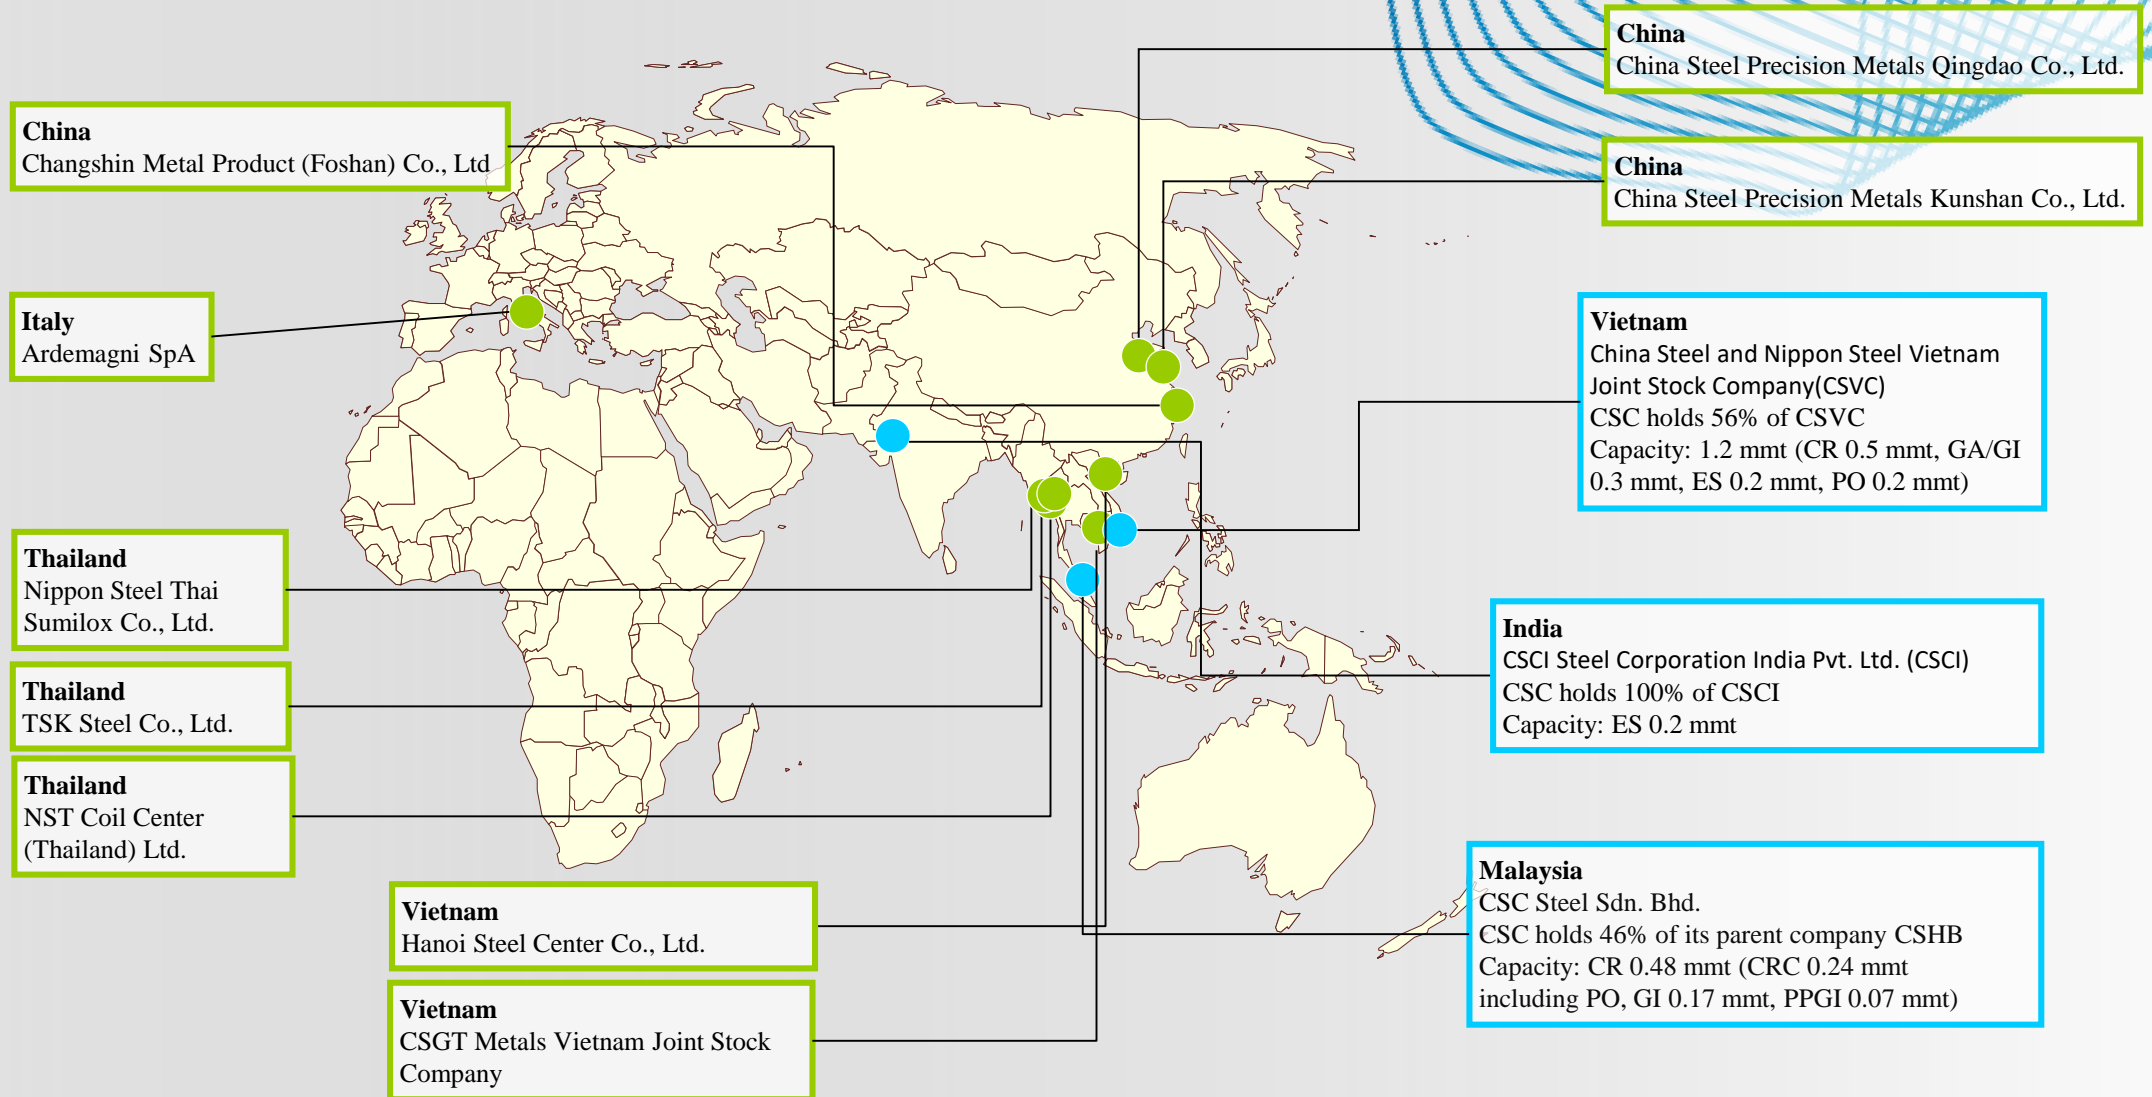 China
China Steel Precision Metals Qingdao Co., Ltd.
China
Changshin Metal Product (Foshan) Co., Ltd
China
China Steel Precision Metals Kunshan Co., Ltd.
Italy
Ardemagni SpA
Vietnam
China Steel and Nippon Steel Vietnam
Joint Stock Company(CSVC)
CSC holds 56% of CSVC
Capacity: 1.2 mmt (CR 0.5 mmt, GA/GI
0.3 mmt, ES 0.2 mmt, PO 0.2 mmt)
Thailand
Nippon Steel Thai
Sumilox Co., Ltd.
India
CSCI Steel Corporation India Pvt. Ltd. (CSCI)
CSC holds 100% of CSCI
Capacity: ES 0.2 mmt
Thailand
TSK Steel Co., Ltd.
Thailand
NST Coil Center
(Thailand) Ltd.
Malaysia
CSC Steel Sdn. Bhd.
CSC holds 46% of its parent company CSHB
Capacity: CR 0.48 mmt (CRC 0.24 mmt
including PO, GI 0.17 mmt, PPGI 0.07 mmt)
Vietnam
Hanoi Steel Center Co., Ltd.
Vietnam
CSGT Metals Vietnam Joint Stock
Company